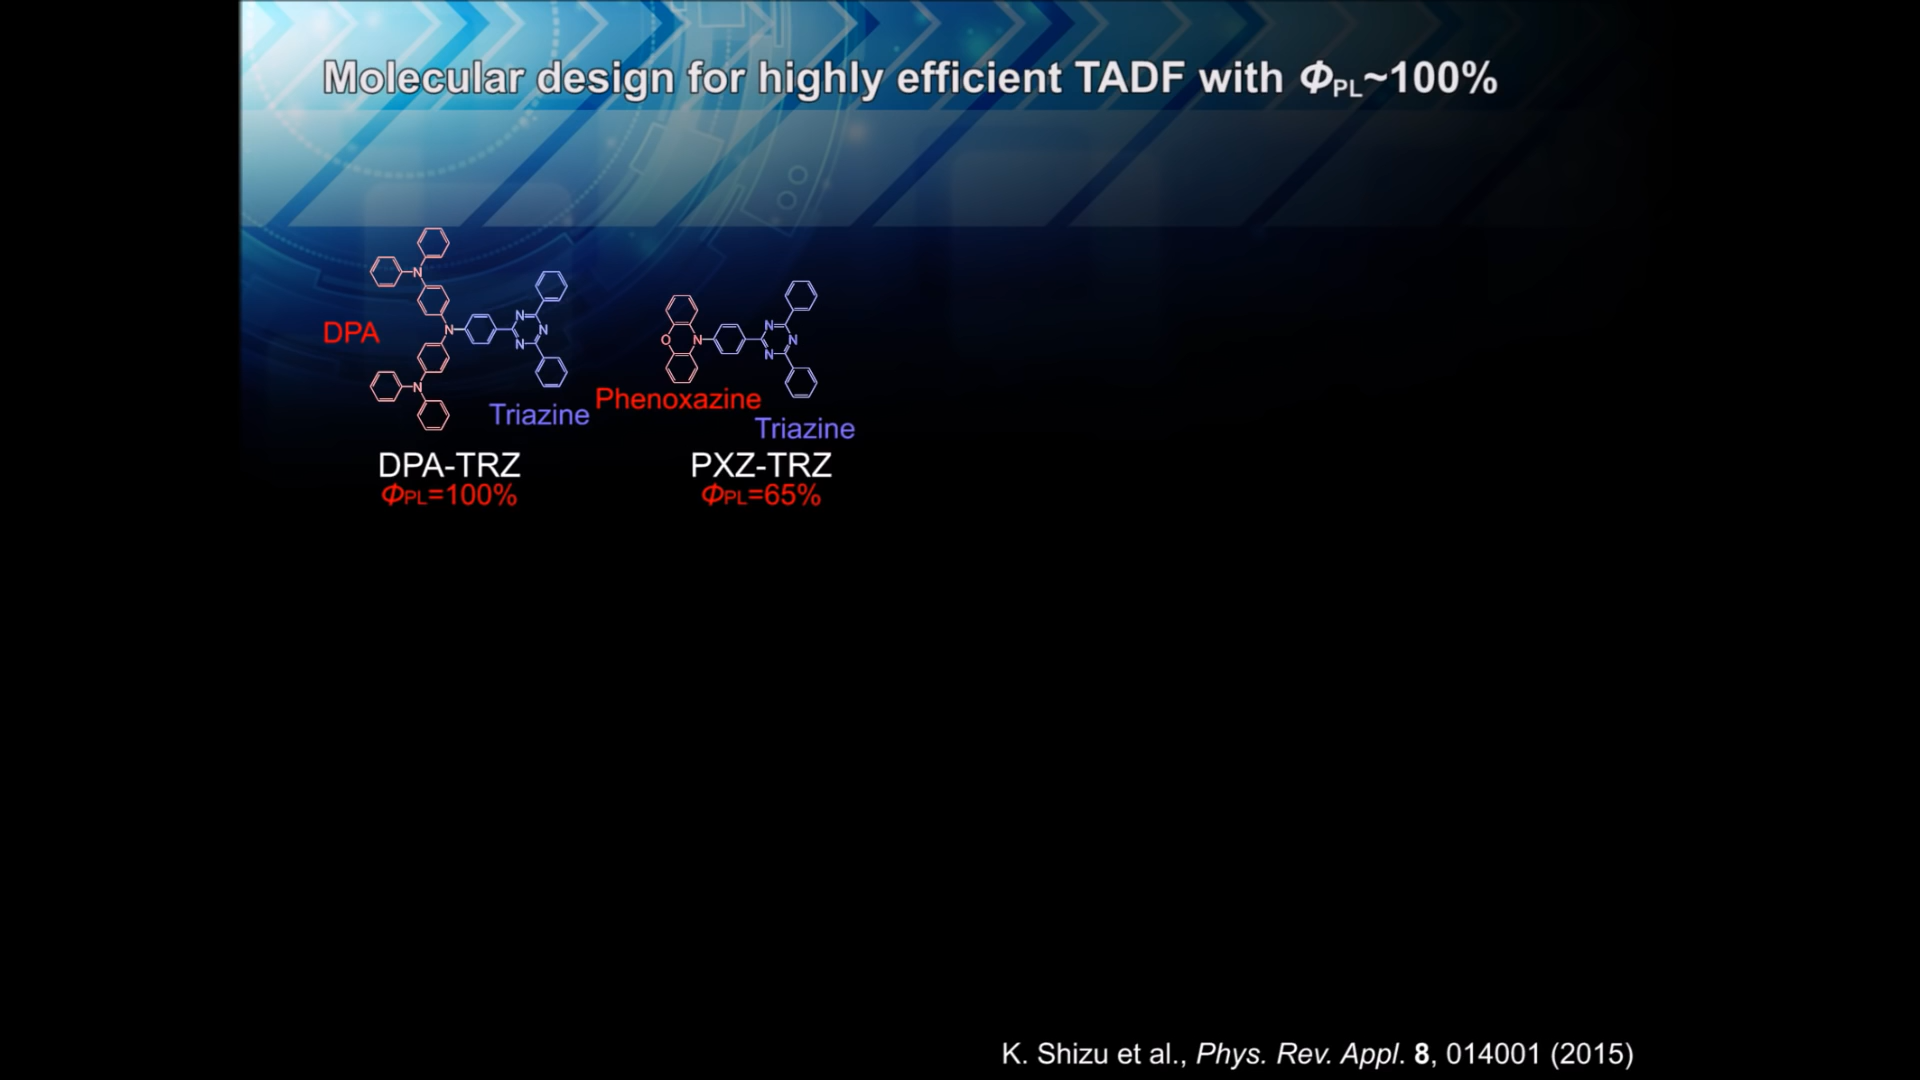 Molecular design for highly efficient TADF with ΦPL~100%
N
N
N
N
N
N
DPA
Triazine
DPA-TRZ
ΦPL=100%
O
N
N
N
N
Phenoxazine
Triazine
PXZ-TRZ
ΦPL=65%
K. Shizu et al., Phys. Rev. Appl. 8, 014001 (2015)